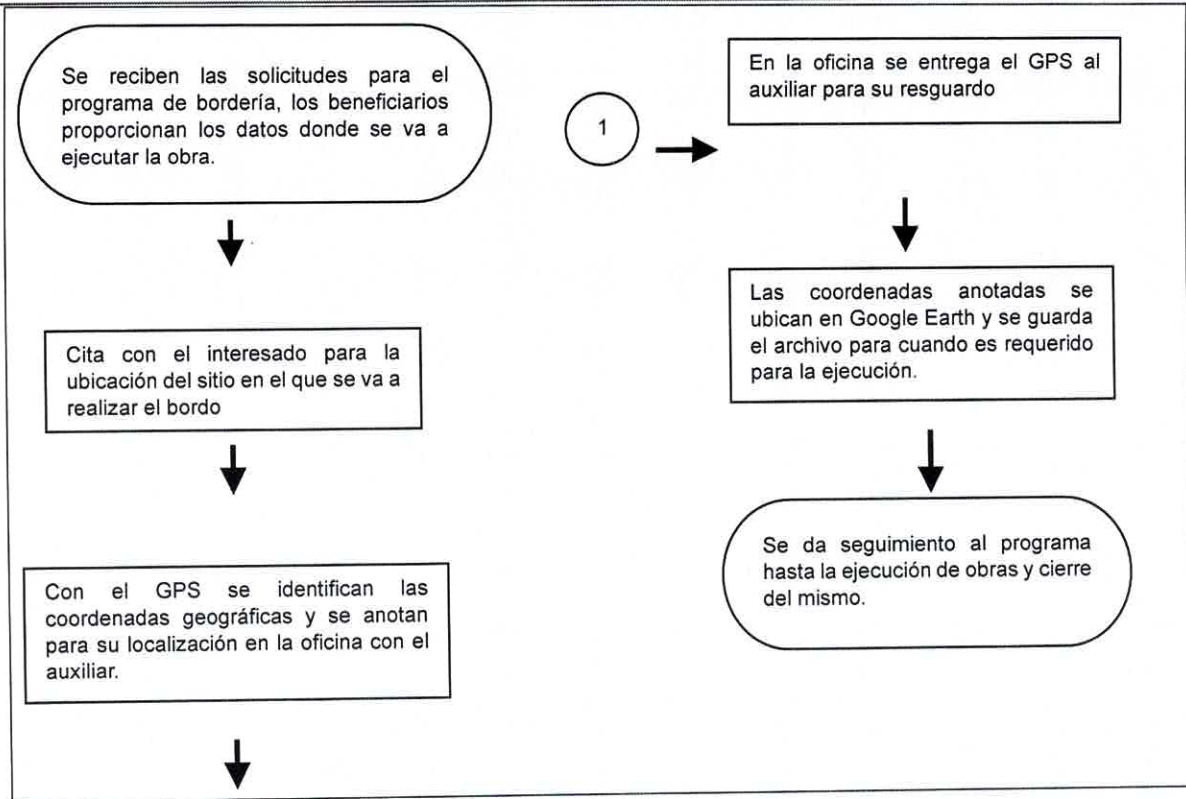 Se reciben las solicitudes para el
programa de bordería, los beneficiarios
proporcionan los datos donde se va a
ejecutar la obra.
Cita con el interesado para la
ubicación del sitio en el que se va a
realizar el bordo
Con el GPS se identifican las
coordenadas geográficas y se anotan
para su localización en la oficina con el
auxiliar.
1
En la oficina se entrega el GPS al
auxiliar para su resguardo
Las coordenadas anotadas se
ubican en Google Earth y se guarda
el archivo para cuando es requerido
para la ejecución.
Se da seguimiento al programa
hasta la ejecución de obras y cierre
del mismo.